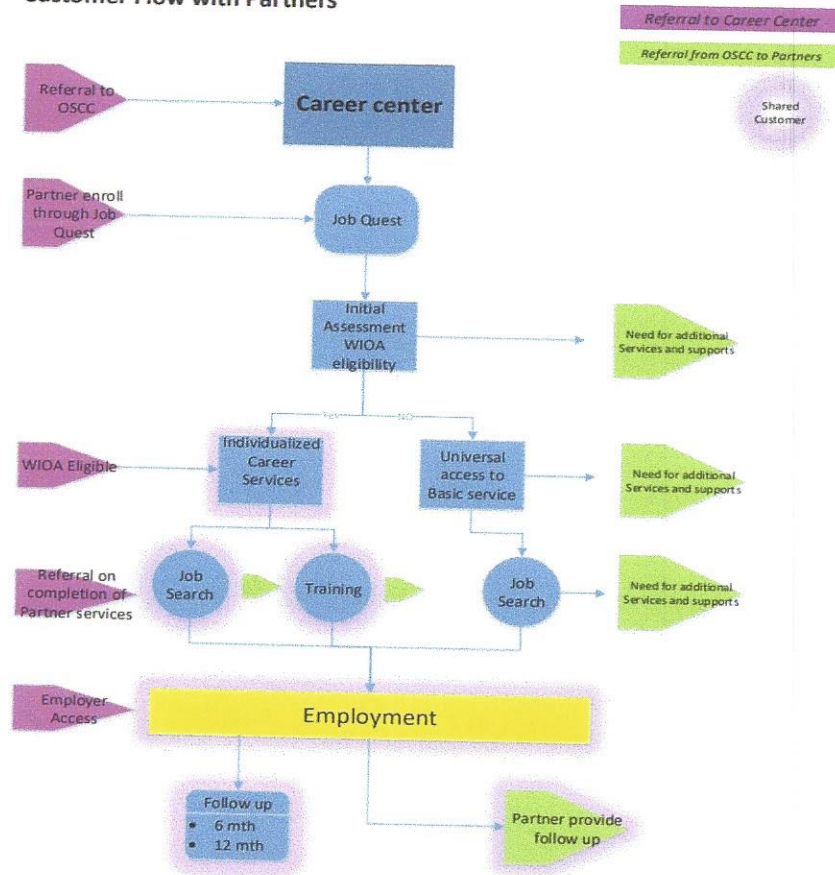 Customer Flow with Partners
Referral to Career Center
Referral from OSCC to Partners
Shared
Customer
Referral to
OSCC
Career center
Partner enroll
through Job
Quest
Job Quest
Initial
Assessment
WIOA
eligibility
Need for additional
Services and supports
Yes
NO
WIOA Eligible
Individualized
Career
Services
Universal
access to
Basic service
Need for additional
Services and supports
Referral on
completion of
Partner services
Job
Search
Training
Job
Search
Need for additional
Services and supports
Employer
Access
Employment
Follow up
• 6 mth
• 12 mth
Partner provide
follow up